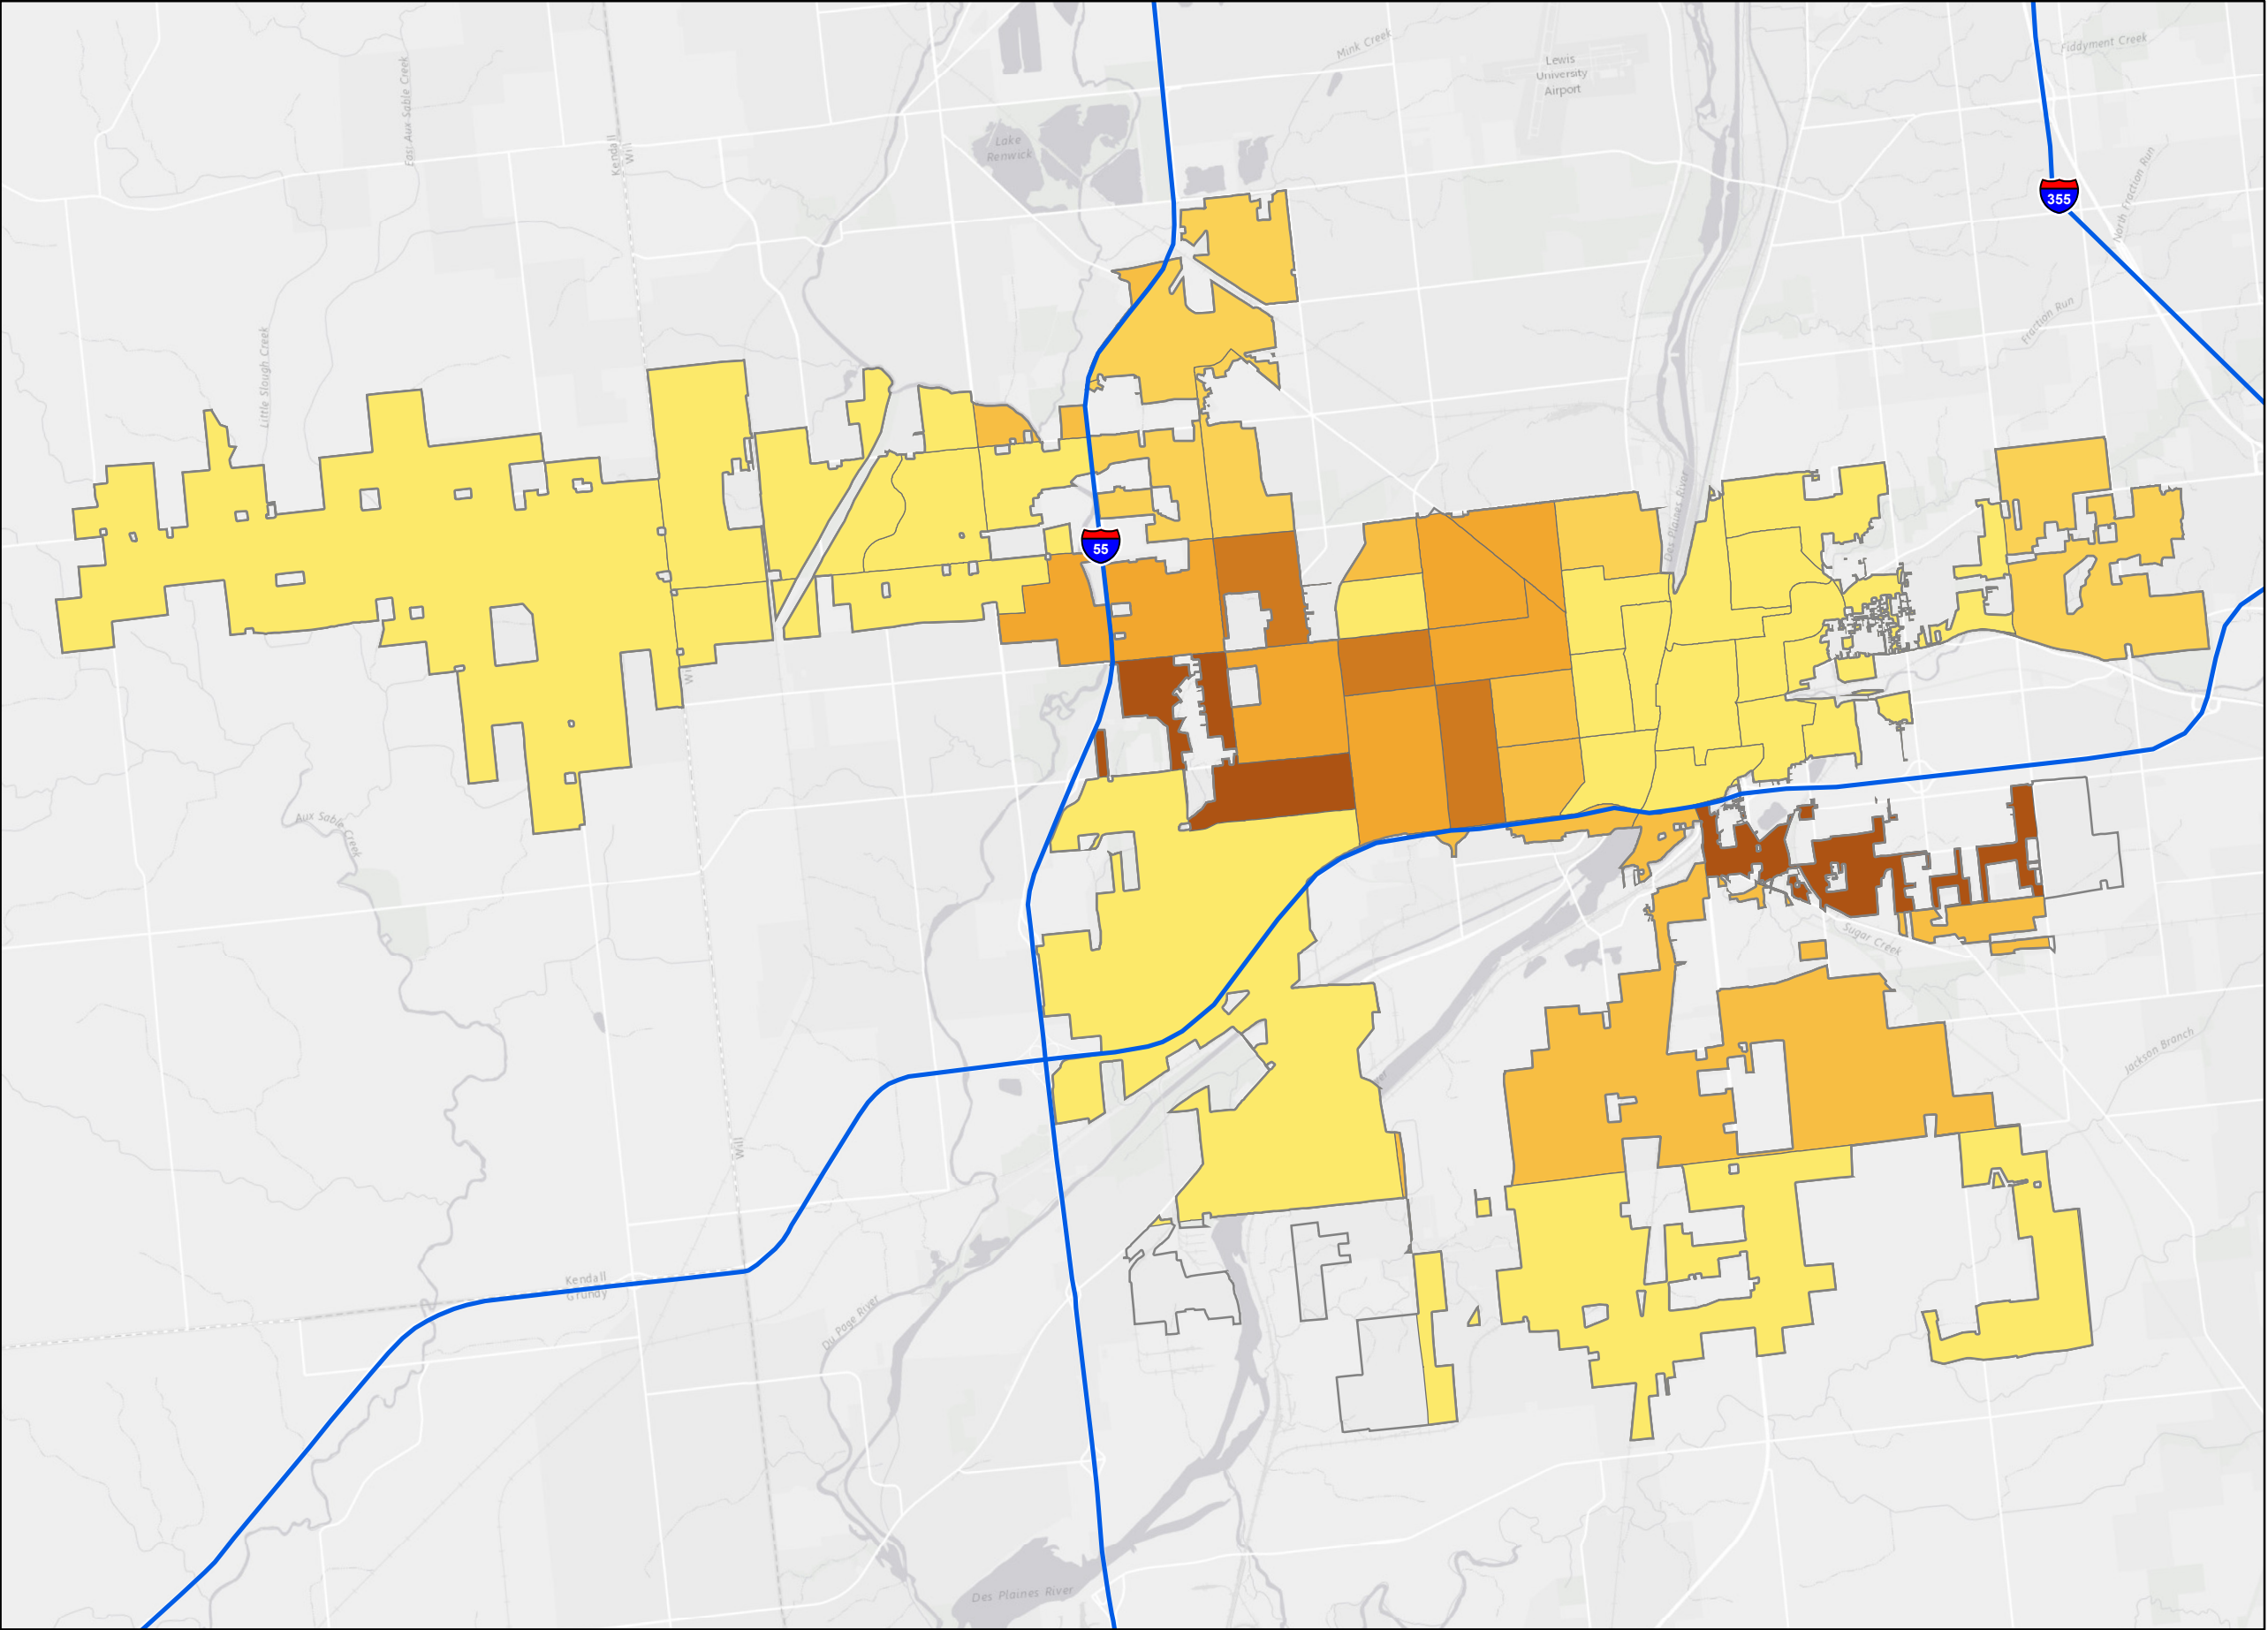 Fiddyment Creek
Mink Creek
Lewis
University
Airport
East Aux Sable Creek
Kendall
Will
Lake
Renwick
North Fraction Run
355
Fraction Run
Little Slough Creek
Des Plaines River
55
Will
Aux Sable Creek
Sugar Creek
Jackson Branch
Will
Kendall
Grundy
Du Page River
Des Plaines River